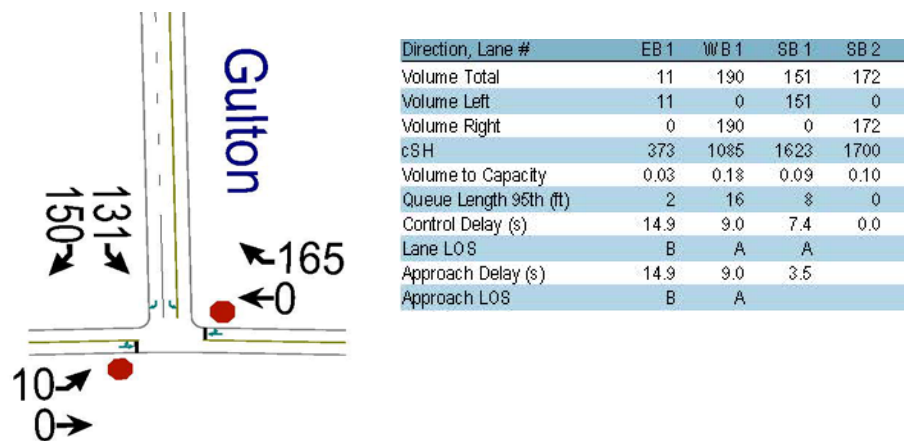 Gulton
131
150
165
0
10
0
Direction, Lane # EB 1 WB 1 SB 1 SB 2
Volume Total 11 190 151 172
Volume Left 11 0 151 0
Volume Right 0 190 0 172
cSH 373 1085 1623 1700
Volume to Capacity 0.03 0.18 0.09 0.10
Queue Length 95th (ft) 2 16 8 0
Control Delay (s) 14.9 9.0 7.4 0.0
Lane LOS B A A
Approach Delay (s) 14.9 9.0 3.5
Approach LOS B A